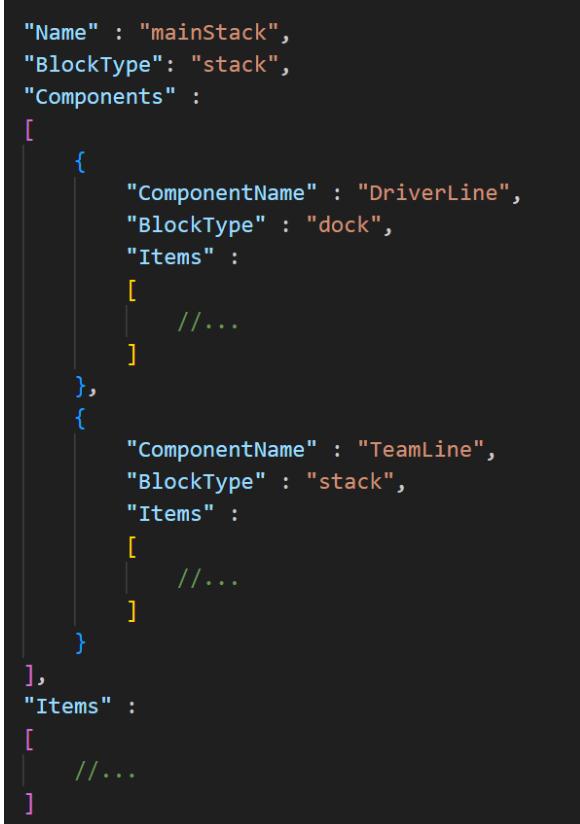 "Name" : "mainStack",
"BlockType": "stack",
"Components" :
[
{
"ComponentName" : "DriverLine",
"BlockType" : "dock",
"Items" :
[
//...
]
},
{
"ComponentName" : "TeamLine",
"BlockType" : "stack",
"Items" :
[
//...
]
}
],
"Items" :
[
//...
]